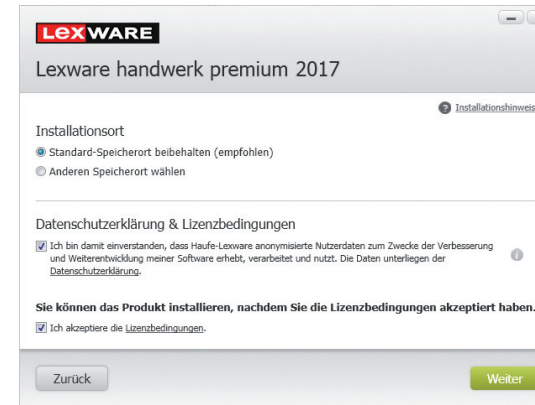 LEXWARE
Lexware handwerk premium 2017
Installationshinweis
Installationsort
Standard-Speicherort beibehalten (empfohlen)
Anderen Speicherort wählen
Datenschutzerklärung & Lizenzbedingungen
Ich bin damit einverstanden, dass Haufe-Lexware anonymisierte Nutzerdaten zum Zwecke der Verbesserung
und Weiterentwicklung meiner Software erhebt, verarbeitet und nutzt. Die Daten unterliegen der
Datenschutzerklärung.
Sie können das Produkt installieren, nachdem Sie die Lizenzbedingungen akzeptiert haben.
Ich akzeptiere die Lizenzbedingungen.
Zurück
Weiter